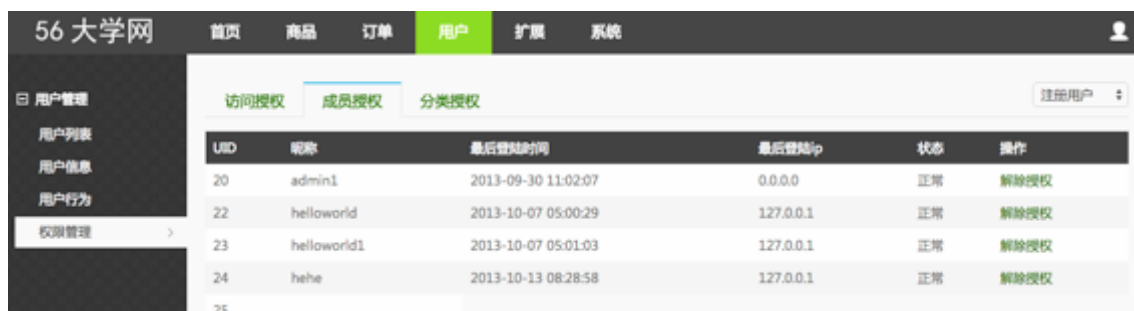 56 大学网 首页 商品 订单 用户 扩展 系统
用户管理
用户列表
用户信息
用户行为
权限管理
访问授权 成员授权 分类授权 注册用户
UID 昵称 最后登陆时间 最后登陆ip 状态 操作
20 admin1 2013-09-30 11:02:07 0.0.0.0 正常 解除授权
22 helloworld 2013-10-07 05:00:29 127.0.0.1 正常 解除授权
23 helloworld1 2013-10-07 05:01:03 127.0.0.1 正常 解除授权
24 hehe 2013-10-13 08:28:58 127.0.0.1 正常 解除授权
25